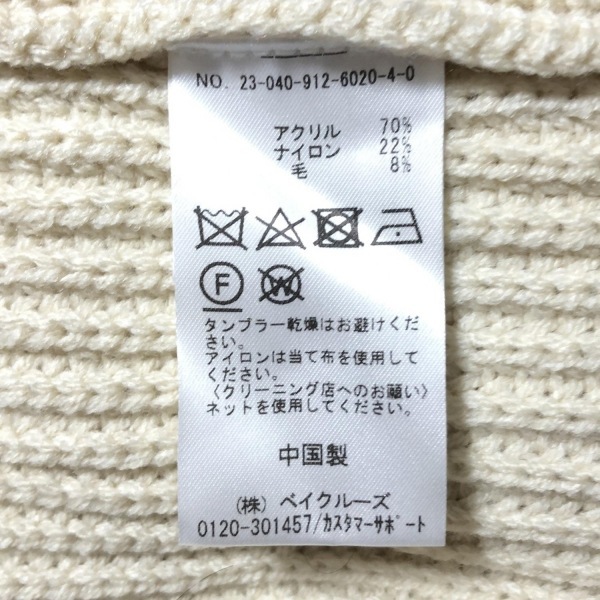 NO. 23-040-912-6020-4-0
アクリル 70%
ナイロン 22%
毛 8%
F W
タンブラー乾燥はお避けくだ
さい。
アイロンは当て布を使用して
ください。
〈クリーニング店へのお願い〉
ネットを使用してください。
中国製
(株) ベイクルーズ
0120-301457/ｶｽﾀﾏｰｻﾎﾟｰﾄ